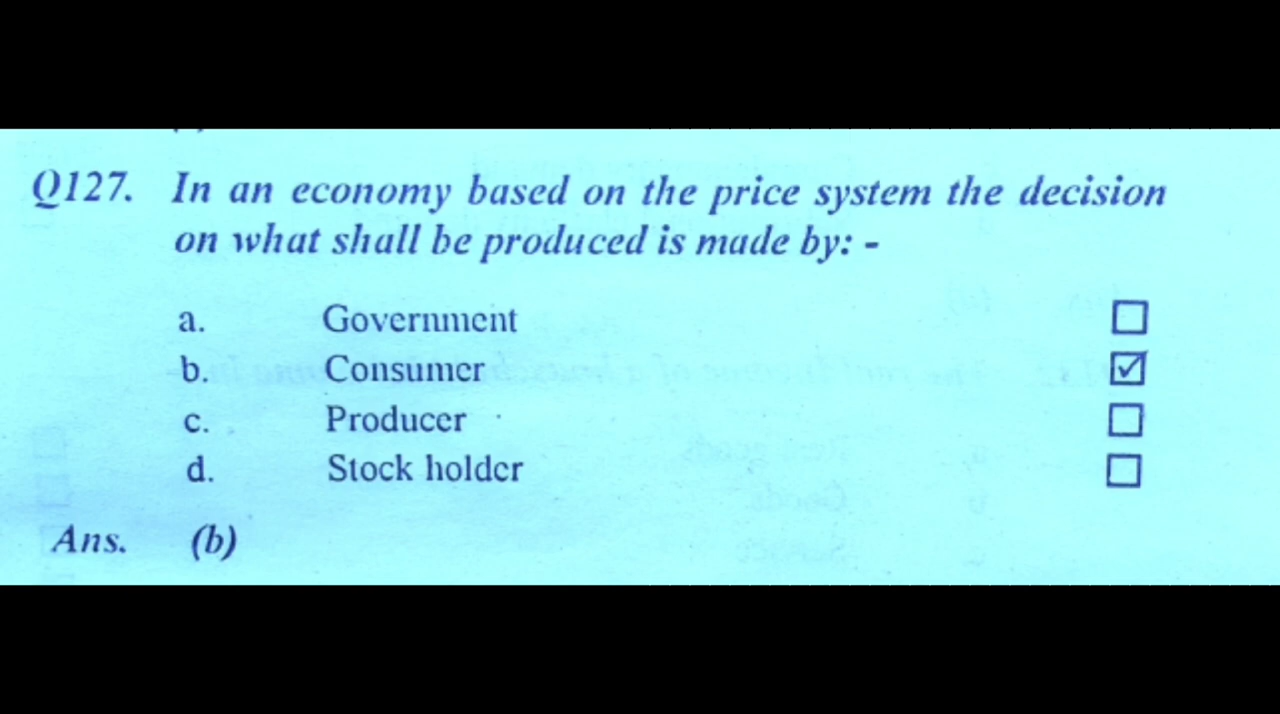 Q127. In an economy based on the price system the decision
on what shall be produced is made by: -
a. Government
b. Consumer
c. Producer
d. Stock holder
Ans. (b)